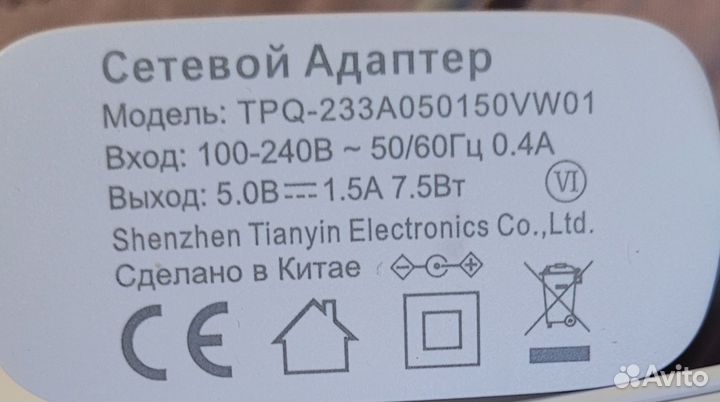 Сетевой Адаптер
Модель: TPQ-233A050150VW01
Вход: 100-240В ~ 50/60Гц 0.4А
Выход: 5.0В⎓1.5А 7.5Вт VI
Shenzhen Tianyin Electronics Co.,Ltd.
Сделано в Китае
CE
Avito